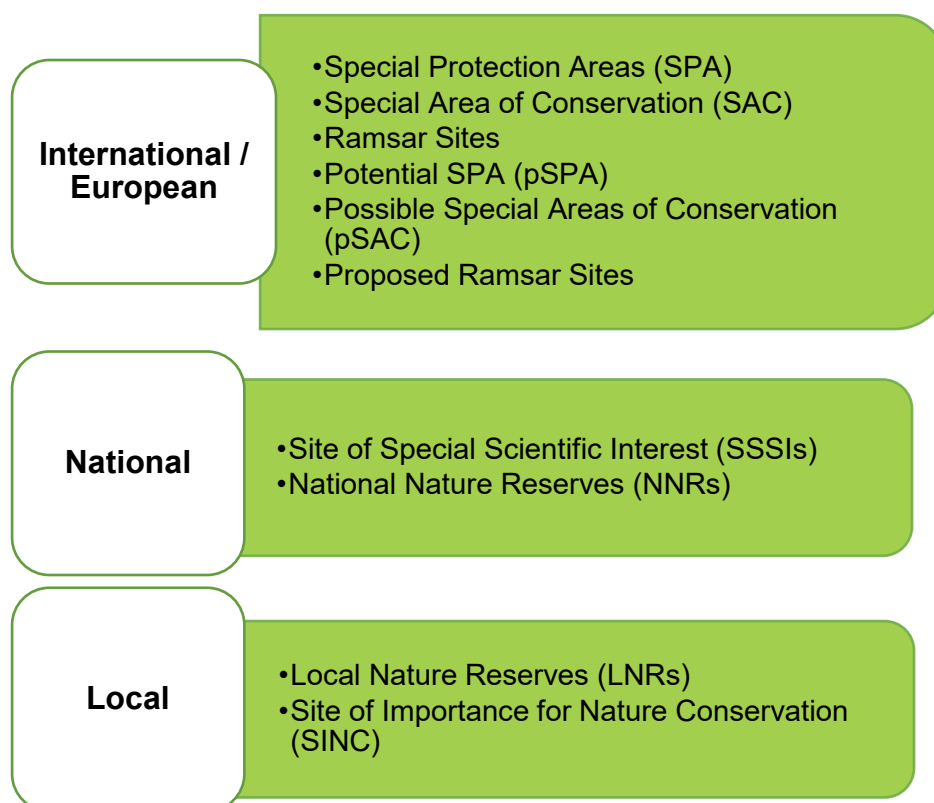 International /
European
•Special Protection Areas (SPA)
•Special Area of Conservation (SAC)
•Ramsar Sites
•Potential SPA (pSPA)
•Possible Special Areas of Conservation
(pSAC)
•Proposed Ramsar Sites
National
•Site of Special Scientific Interest (SSSIs)
•National Nature Reserves (NNRs)
Local
•Local Nature Reserves (LNRs)
•Site of Importance for Nature Conservation
(SINC)